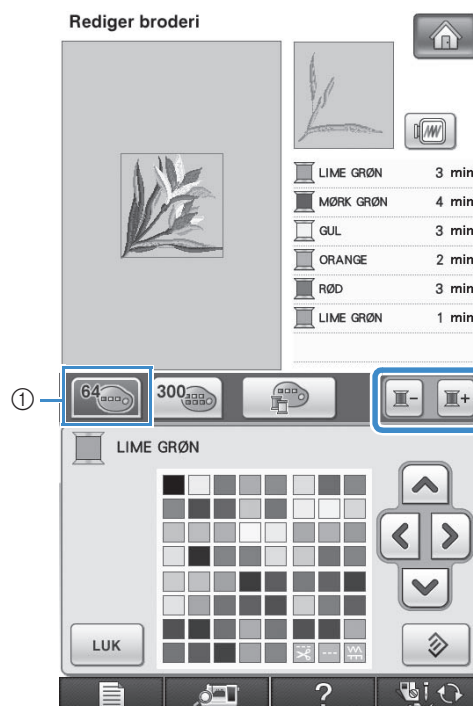 Rediger broderi
LIME GRØN 3 min
MØRK GRØN 4 min
GUL 3 min
ORANGE 2 min
RØD 3 min
LIME GRØN 1 min
① 64 300 - +
LIME GRØN
LUK
?